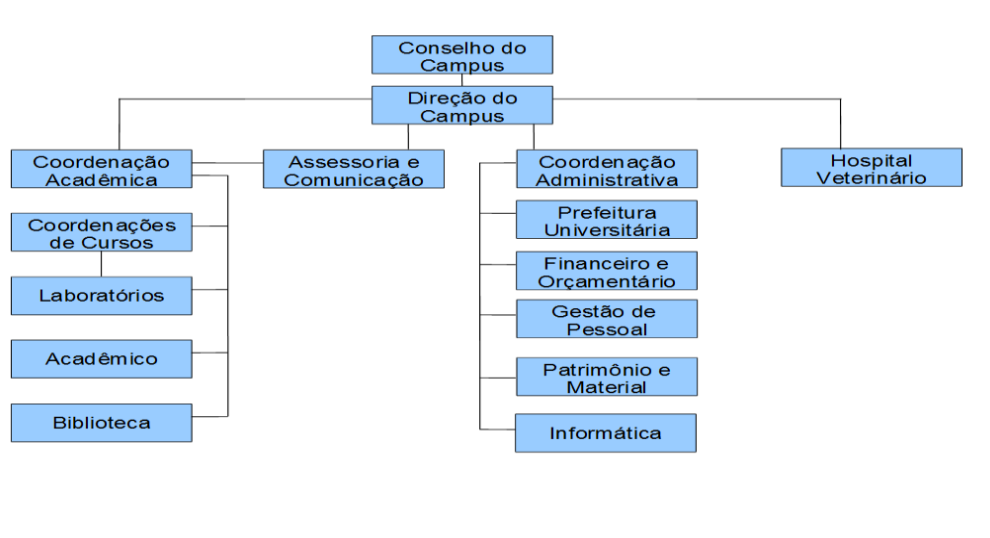 Conselho do
Campus
Direção do
Campus
Coordenação
Acadêmica
Assessoria e
Comunicação
Coordenação
Administrativa
Hospital
Veterinário
Coordenações
de Cursos
Laboratórios
Acadêmico
Biblioteca
Prefeitura
Universitária
Financeiro e
Orçamentário
Gestão de
Pessoal
Patrimônio e
Material
Informática